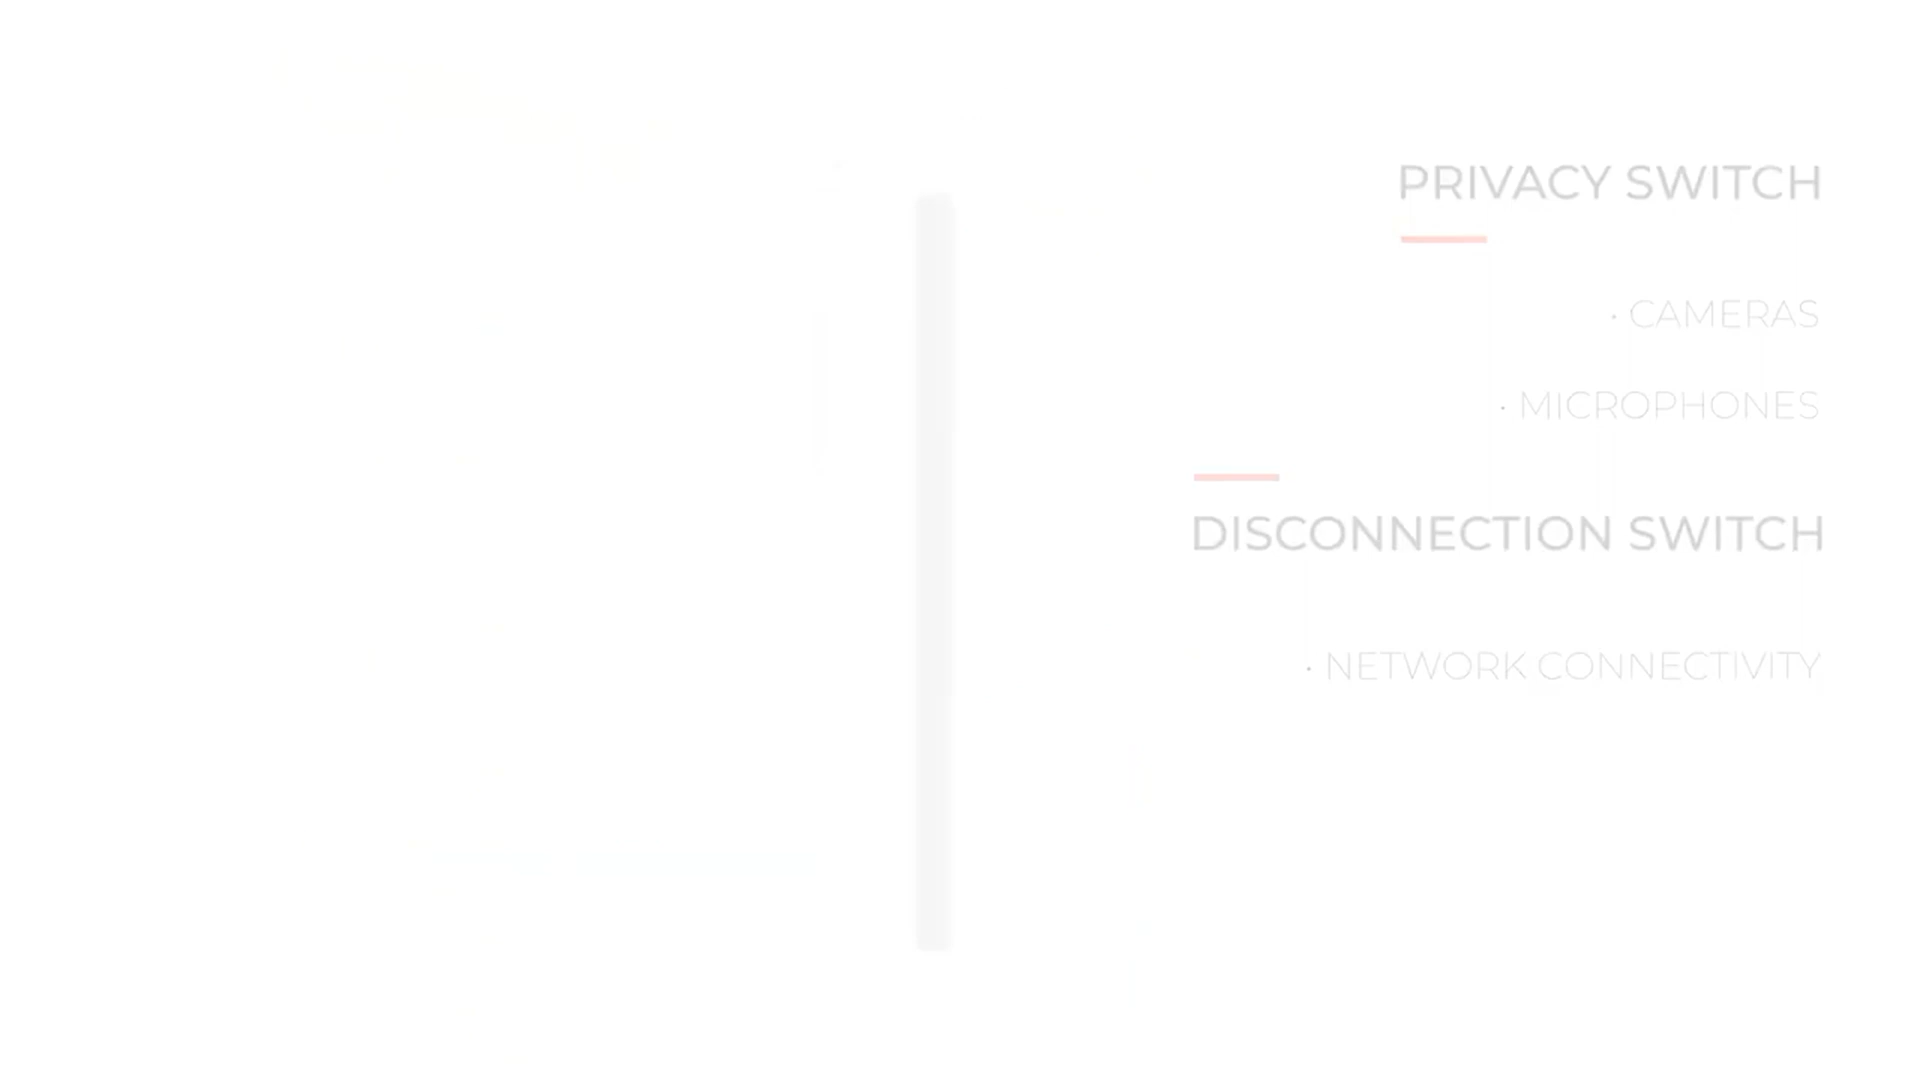 PRIVACY SWITCH
· CAMERAS
· MICROPHONES
DISCONNECTION SWITCH
· NETWORK CONNECTIVITY